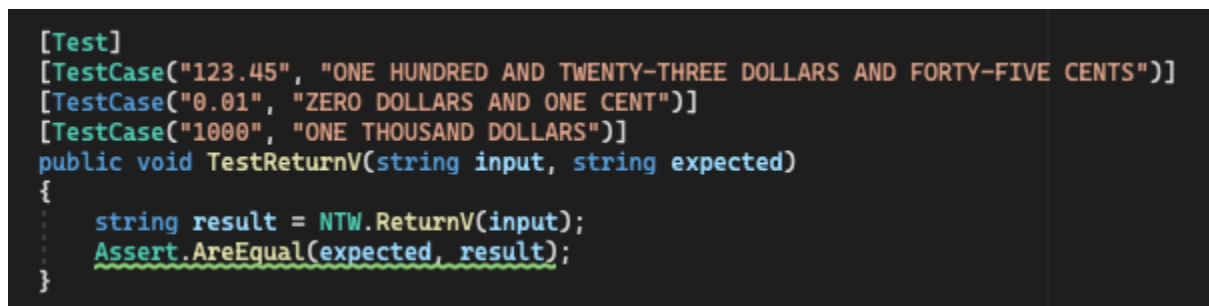 [Test]
[TestCase("123.45", "ONE HUNDRED AND TWENTY-THREE DOLLARS AND FORTY-FIVE CENTS")]
[TestCase("0.01", "ZERO DOLLARS AND ONE CENT")]
[TestCase("1000", "ONE THOUSAND DOLLARS")]
public void TestReturnV(string input, string expected)
{
    string result = NTW.ReturnV(input);
    Assert.AreEqual(expected, result);
}